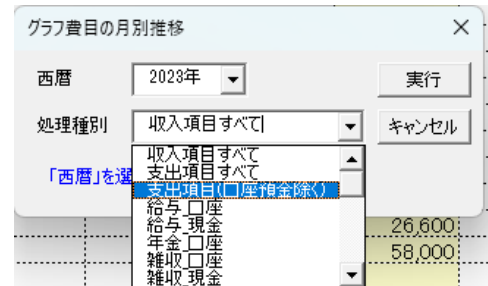 グラフ費目の月別推移
西暦
2023年
実行
処理種別
収入項目すべて
キャンセル
「西暦」を選
収入項目すべて
支出項目すべて
支出項目(口座預金除く)
給与_口座
給与_現金
年金_口座
雑収_口座
雑収_現金
26,600
58,000